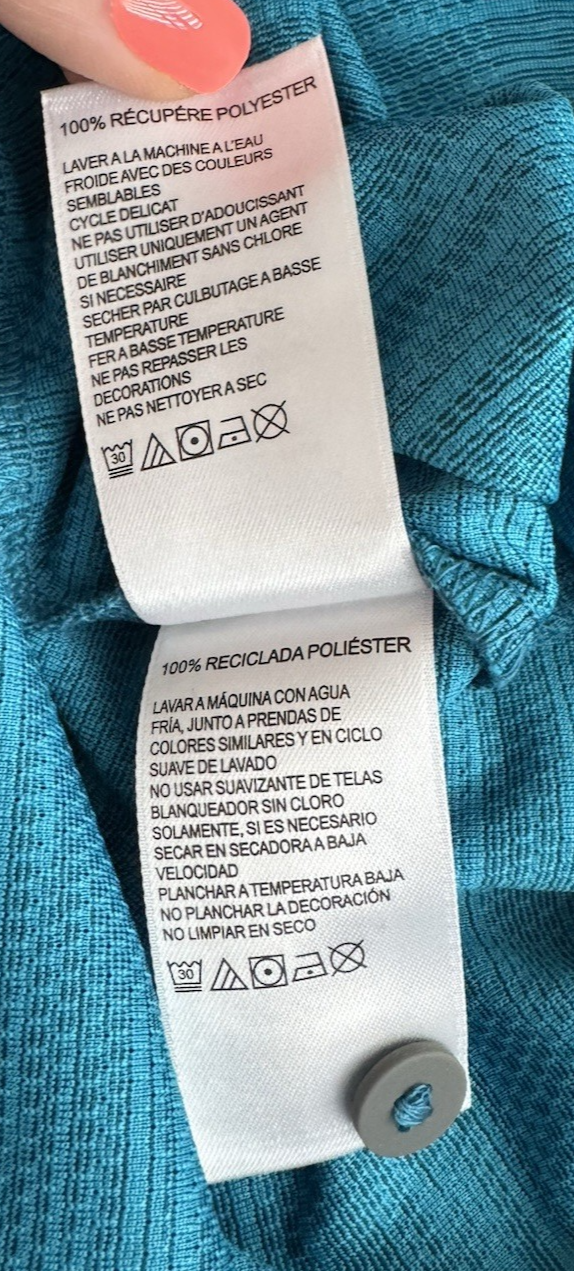 100% RÉCUPÉRE POLYESTER
LAVER A LA MACHINE A L'EAU
FROIDE AVEC DES COULEURS
SEMBLABLES
CYCLE DELICAT
NE PAS UTILISER D'ADOUCISSANT
UTILISER UNIQUEMENT UN AGENT
DE BLANCHIMENT SANS CHLORE
SI NECESSAIRE
SECHER PAR CULBUTAGE A BASSE
TEMPERATURE
FER A BASSE TEMPERATURE
NE PAS REPASSER LES
DECORATIONS
NE PAS NETTOYER A SEC
30
100% RECICLADA POLIÉSTER
LAVAR A MÁQUINA CON AGUA
FRÍA, JUNTO A PRENDAS DE
COLORES SIMILARES Y EN CICLO
SUAVE DE LAVADO
NO USAR SUAVIZANTE DE TELAS
BLANQUEADOR SIN CLORO
SOLAMENTE, SI ES NECESARIO
SECAR EN SECADORA A BAJA
VELOCIDAD
PLANCHAR A TEMPERATURA BAJA
NO PLANCHAR LA DECORACIÓN
NO LIMPIAR EN SECO
30